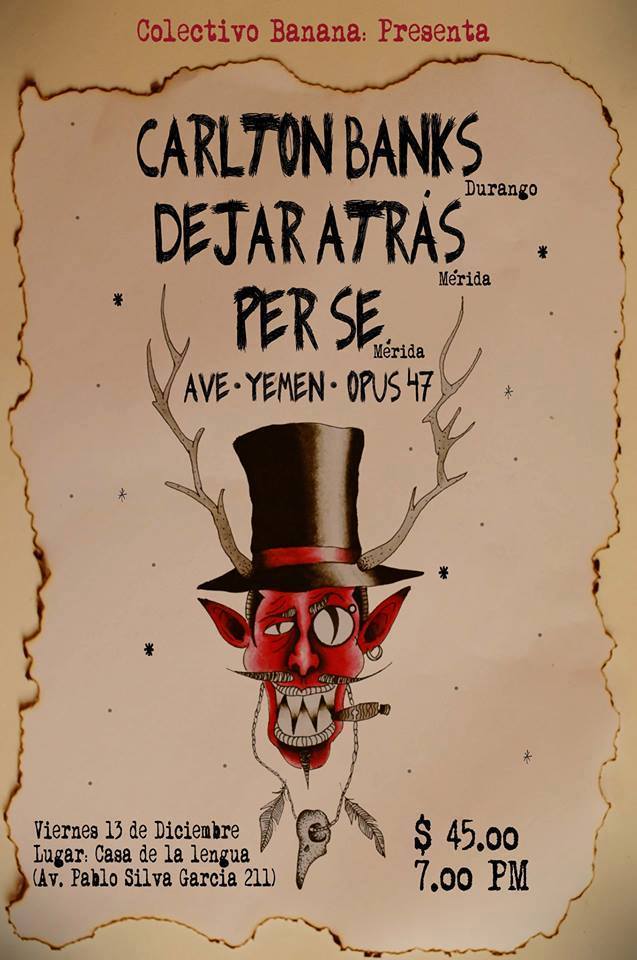 Colectivo Banana: Presenta
CARLTON BANKS
Durango
DEJAR ATRÁS
Mérida
PER SE
Mérida
AVE · YEMEN · OPUS 47
Viernes 13 de Diciembre
Lugar: Casa de la lengua
(Av. Pablo Silva Garcia 211)
$ 45.00
7.00 PM